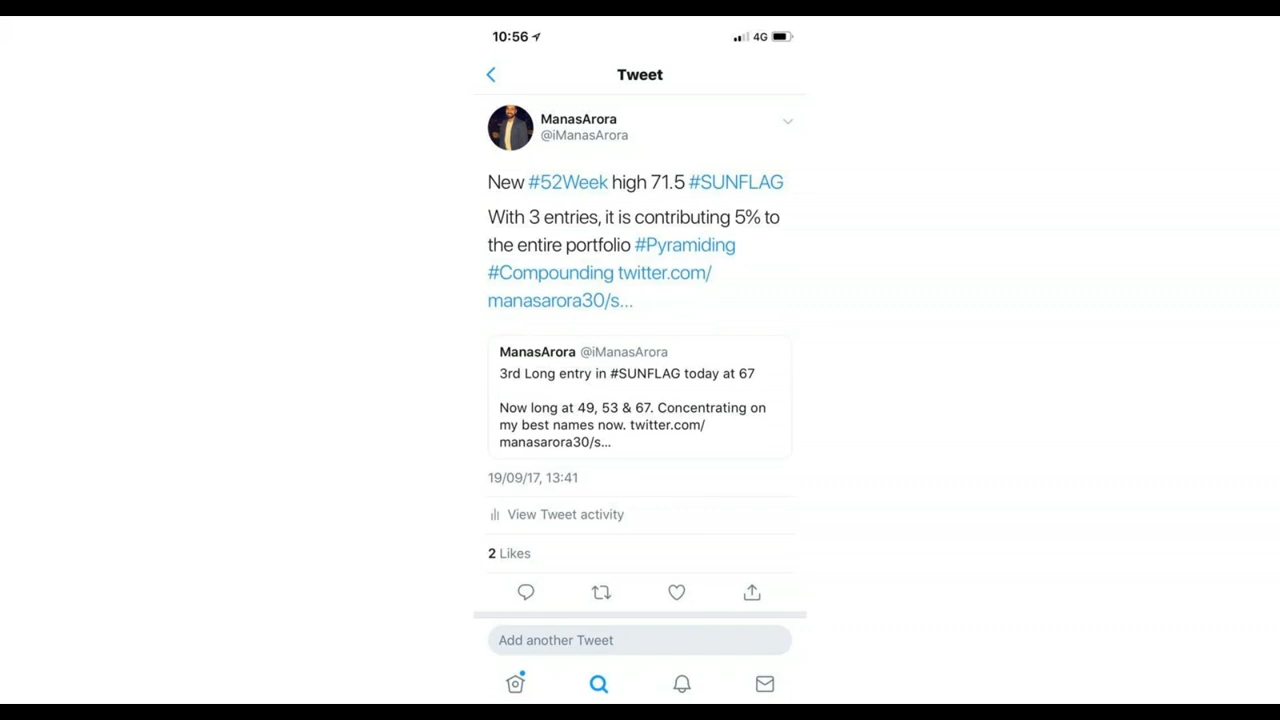 10:56
4G
Tweet
ManasArora
@iManasArora
New #52Week high 71.5 #SUNFLAG
With 3 entries, it is contributing 5% to
the entire portfolio #Pyramiding
#Compounding twitter.com/
manasarora30/s...
ManasArora @iManasArora
3rd Long entry in #SUNFLAG today at 67
Now long at 49, 53 & 67. Concentrating on
my best names now. twitter.com/
manasarora30/s...
19/09/17, 13:41
View Tweet activity
2 Likes
Add another Tweet